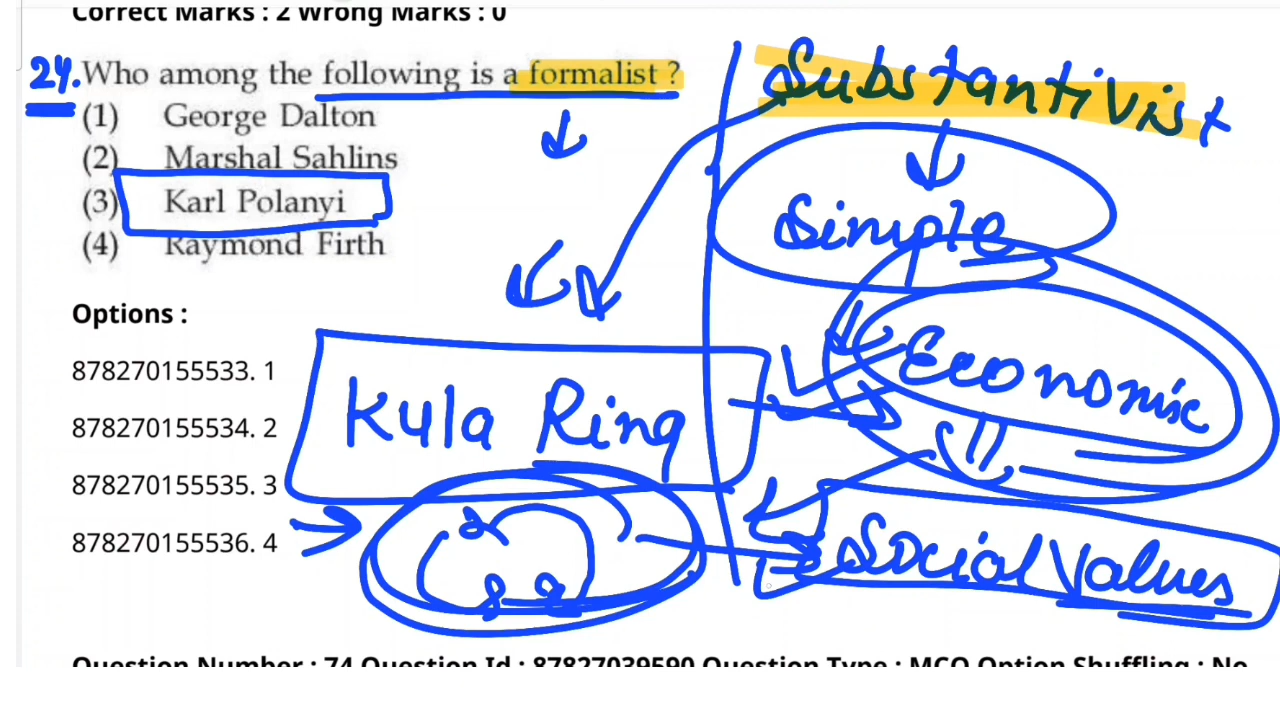 Correct Marks : 2 Wrong Marks : 0
24. Who among the following is a formalist ?
(1) George Dalton
(2) Marshal Sahlins
(3) Karl Polanyi
(4) Raymond Firth
Options :
878270155533. 1
878270155534. 2
878270155535. 3
878270155536. 4
Substantivist
Simple
Economic
Kula Ring
Social Values
Question Number : 74 Question Id : 87827039590 Question Type : MCQ Option Shuffling : No